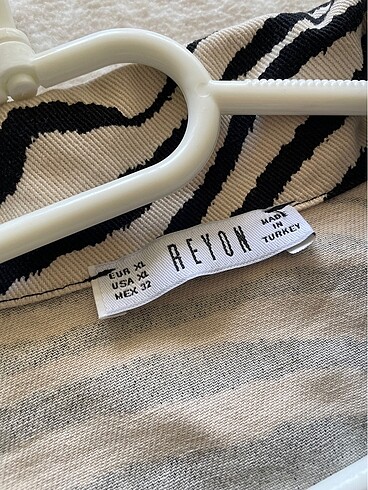 EUR XL
USA XL
MEX 32
REYON
MADE
IN
TURKEY